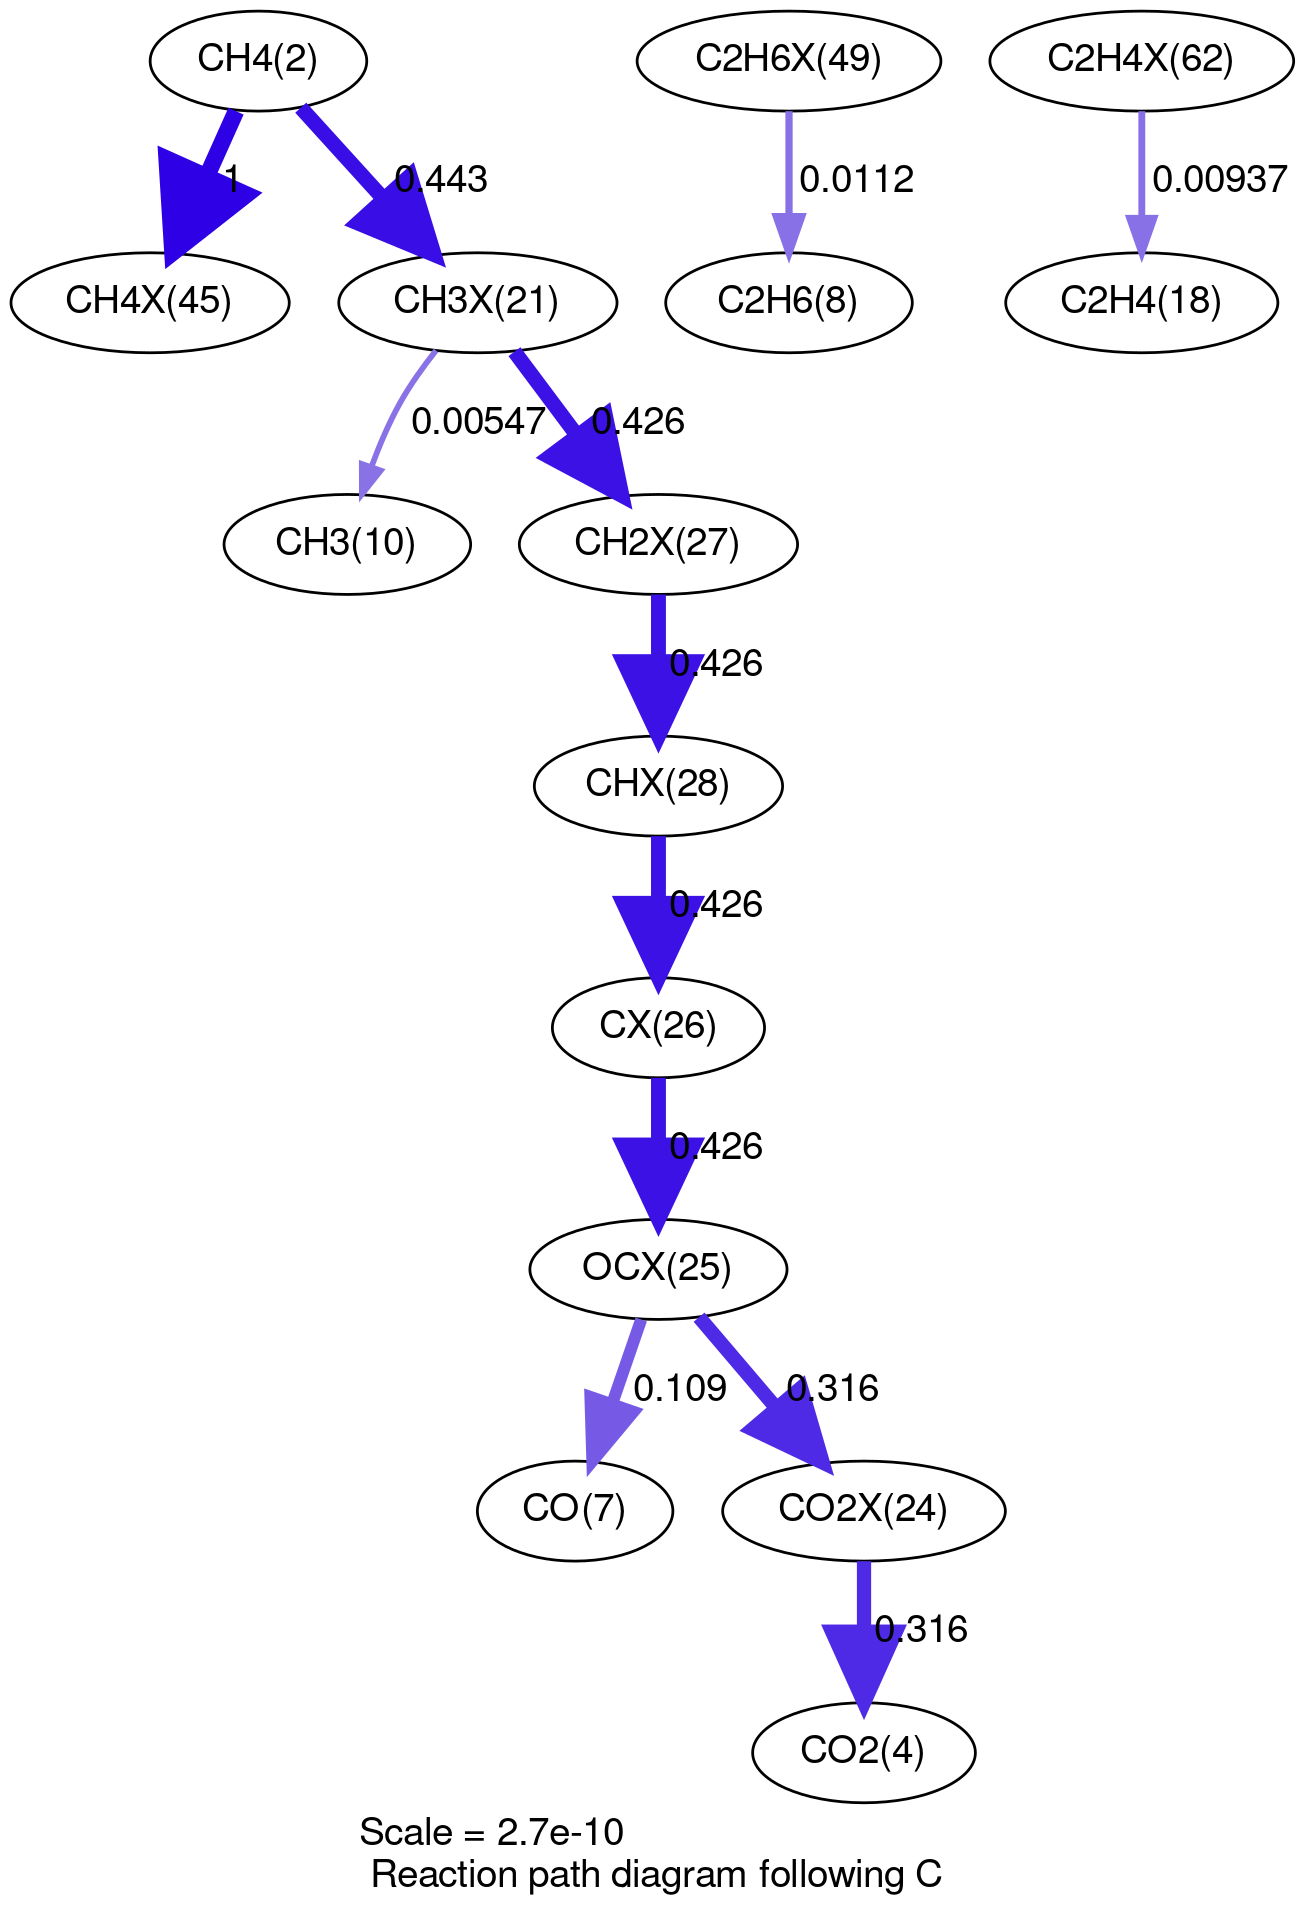 CH4(2)
C2H6X(49)
C2H4X(62)
1
0.443
0.0112
0.00937
CH4X(45)
CH3X(21)
C2H6(8)
C2H4(18)
0.00547
0.426
CH3(10)
CH2X(27)
0.426
CHX(28)
0.426
CX(26)
0.426
OCX(25)
0.109
0.316
CO(7)
CO2X(24)
0.316
CO2(4)
Scale = 2.7e-10
Reaction path diagram following C